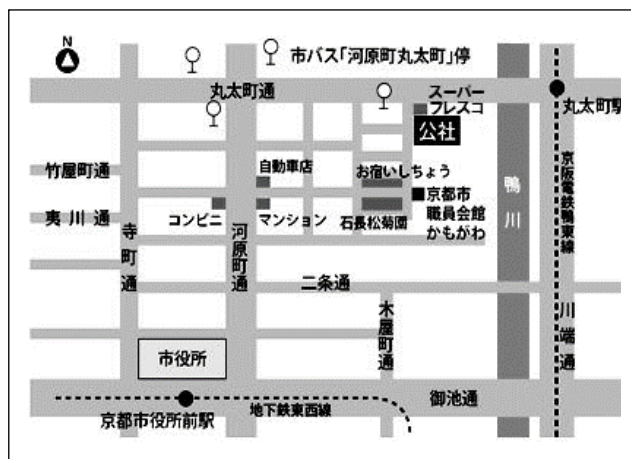 N
市バス「河原町丸太町」停
丸太町通
スーパー
フレスコ
丸太町駅
公社
自動車店
お宿いしちょう
竹屋町通
京都市
職員会館
かもがわ
夷川通
コンビニ
マンション
石長松菊園
鴨川
京阪電鉄鴨東線
寺町通
河原町通
二条通
木屋町通
川端通
市役所
御池通
京都市役所前駅
地下鉄東西線